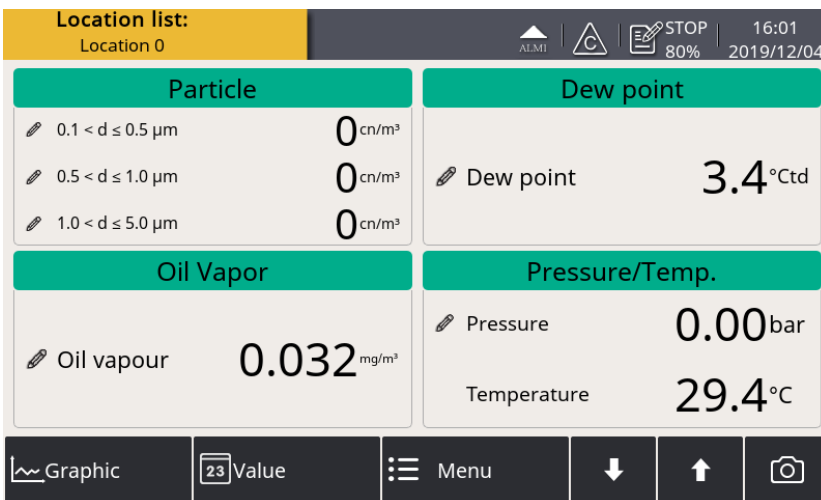 Location list:
Location 0
ALM1
C
STOP
80%
16:01
2019/12/04
Particle
0.1 < d ≤ 0.5 µm 0 cn/m³
0.5 < d ≤ 1.0 µm 0 cn/m³
1.0 < d ≤ 5.0 µm 0 cn/m³
Dew point
Dew point 3.4 °Ctd
Oil Vapor
Oil vapour 0.032 mg/m³
Pressure/Temp.
Pressure 0.00 bar
Temperature 29.4 °C
Graphic
23 Value
Menu